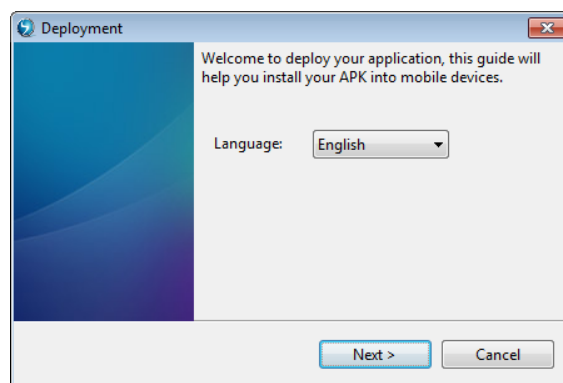 Deployment
Welcome to deploy your application, this guide will
help you install your APK into mobile devices.
Language: English
Next > Cancel